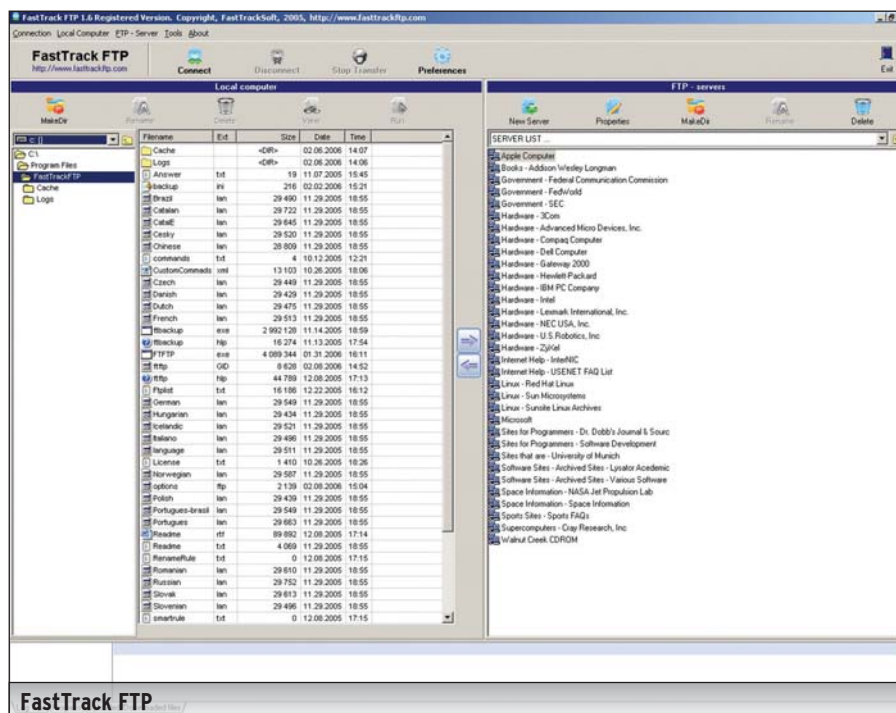 FastTrack FTP 1.6 Registered Version. Copyright, FastTrackSoft, 2005, http://www.fasttrackftp.com
Connection Local Computer FTP - Server Tools About
FastTrack FTP
http://www.fasttrackftp.com
Connect Disconnect Stop Transfer Preferences Exit
Local computer
MakeDir Rename Delete View Run
c: []
C:\
Program Files
FastTrackFTP
Cache
Logs
Filename Ext Size Date Time
Cache <DIR> 02.06.2006 14:07
Logs <DIR> 02.06.2006 14:06
Answer txt 19 11.07.2005 15:45
backup ini 216 02.02.2006 15:21
Brazil lan 29 490 11.29.2005 18:55
Catalan lan 29 722 11.29.2005 18:55
CatalE lan 29 645 11.29.2005 18:55
Cesky lan 29 520 11.29.2005 18:55
Chinese lan 28 809 11.29.2005 18:55
commands txt 4 10.12.2005 12:21
CustomCommads xml 13 103 10.26.2005 18:06
Czech lan 29 449 11.29.2005 18:55
Danish lan 29 429 11.29.2005 18:55
Dutch lan 29 475 11.29.2005 18:55
French lan 29 513 11.29.2005 18:55
ftbackup exe 2 992 128 11.14.2005 18:59
ftbackup hlp 16 274 11.13.2005 17:54
FTFTP exe 4 089 344 01.31.2006 16:11
ftftp GID 8 628 02.08.2006 14:52
ftftp hlp 44 789 12.08.2005 17:13
Ftplist txt 16 186 12.22.2005 16:12
German lan 29 549 11.29.2005 18:55
Hungarian lan 29 434 11.29.2005 18:55
Icelandic lan 29 521 11.29.2005 18:55
Italiano lan 29 496 11.29.2005 18:55
language lan 29 511 11.29.2005 18:55
License txt 1 410 10.26.2005 18:26
Norwegian lan 29 587 11.29.2005 18:55
options ftp 2 139 02.08.2006 15:04
Polish lan 29 439 11.29.2005 18:55
Portugues-brasil lan 29 549 11.29.2005 18:55
Portugues lan 29 663 11.29.2005 18:55
Readme rtf 89 892 12.08.2005 17:14
Readme txt 4 069 11.29.2005 18:55
RenameRule txt 0 12.08.2005 17:15
Romanian lan 29 610 11.29.2005 18:55
Russian lan 29 752 11.29.2005 18:55
Slovak lan 29 613 11.29.2005 18:55
Slovenian lan 29 496 11.29.2005 18:55
smartrule txt 0 12.08.2005 17:15
FTP - servers
New Server Properties MakeDir Rename Delete
SERVER LIST ...
Apple Computer
Books - Addison Wesley Longman
Government - Federal Communication Commission
Government - FedWorld
Government - SEC
Hardware - 3Com
Hardware - Advanced Micro Devices, Inc.
Hardware - Compaq Computer
Hardware - Dell Computer
Hardware - Gateway 2000
Hardware - Hewlett-Packard
Hardware - IBM PC Company
Hardware - Intel
Hardware - Lexmark International, Inc.
Hardware - NEC USA, Inc.
Hardware - U.S.Robotics, Inc
Hardware - ZyXel
Internet Help - InterNIC
Internet Help - USENET FAQ List
Linux - Red Hat Linux
Linux - Sun Microsystems
Linux - Sunsite Linux Archives
Microsoft
Sites for Programmers - Dr. Dobb's Journal & Sourc
Sites for Programmers - Software Development
Sites that are - University of Munich
Software Sites - Archived Sites - Lysator Academic
Software Sites - Archived Sites - Various Software
Space Information - NASA Jet Propulsion Lab
Space Information - Space Information
Sports Sites - Sports FAQs
Supercomputers - Cray Research, Inc
Walnut Creek CDROM
FastTrack FTP